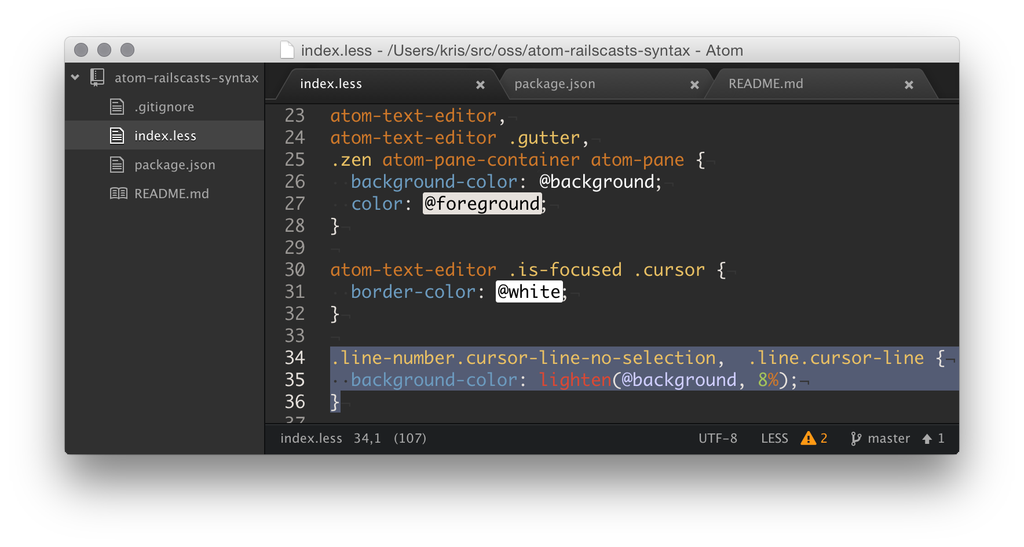 index.less - /Users/kris/src/oss/atom-railscasts-syntax - Atom
atom-railscasts-syntax
.gitignore
index.less
package.json
README.md
index.less × package.json × README.md ×
23 atom-text-editor,¬
24 atom-text-editor .gutter,¬
25 .zen atom-pane-container atom-pane {¬
26 ··background-color: @background;¬
27 ··color: @foreground;¬
28 }¬
29 ¬
30 atom-text-editor .is-focused .cursor {¬
31 ··border-color: @white;¬
32 }¬
33 ¬
34 .line-number.cursor-line-no-selection,  .line.cursor-line {¬
35 ··background-color: lighten(@background, 8%);¬
36 }¬
37
index.less 34,1 (107) UTF-8 LESS 2 master 1